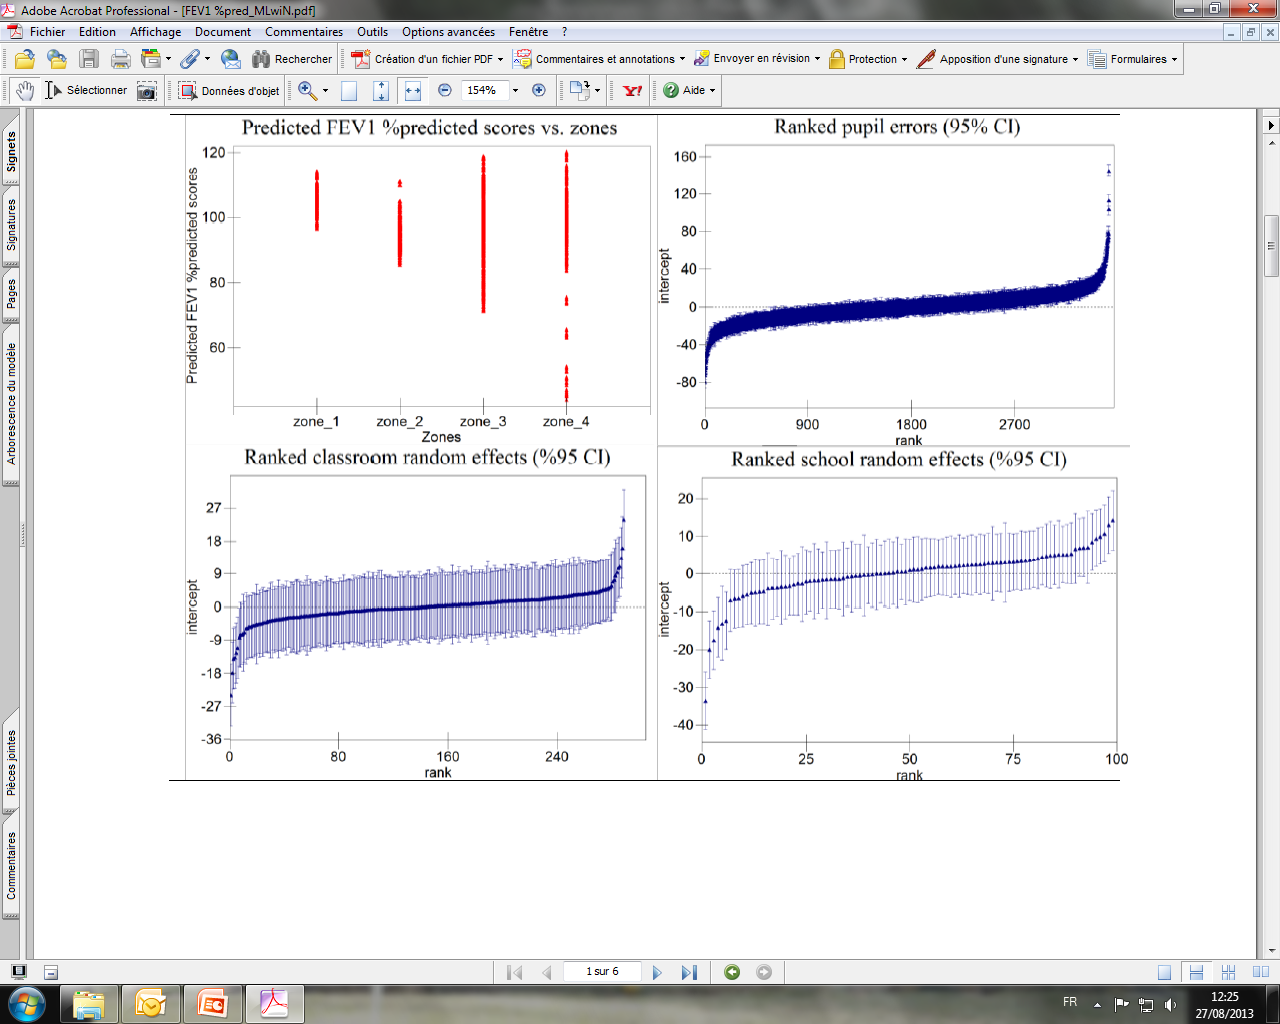 Adobe Acrobat Professional - [FEV1 %pred_MLwiN.pdf]
Fichier Edition Affichage Document Commentaires Outils Options avancées Fenêtre ?
Rechercher Création d'un fichier PDF Commentaires et annotations Envoyer en révision Protection Apposition d'une signature Formulaires
Sélectionner Données d'objet 154% Y! Aide
Signets
Signatures
Pages
Arborescence du modèle
Pièces jointes
Commentaires
Predicted FEV1 %predicted scores vs. zones
Predicted FEV1 %predicted scores
120
100
80
60
zone_1 zone_2 zone_3 zone_4
Zones
Ranked pupil errors (95% CI)
intercept
160
120
80
40
0
-40
-80
0 900 1800 2700
rank
Ranked classroom random effects (%95 CI)
intercept
27
18
9
0
-9
-18
-27
-36
0 80 160 240
rank
Ranked school random effects (%95 CI)
intercept
20
10
0
-10
-20
-30
-40
0 25 50 75 100
rank
1 sur 6
FR 12:25
27/08/2013